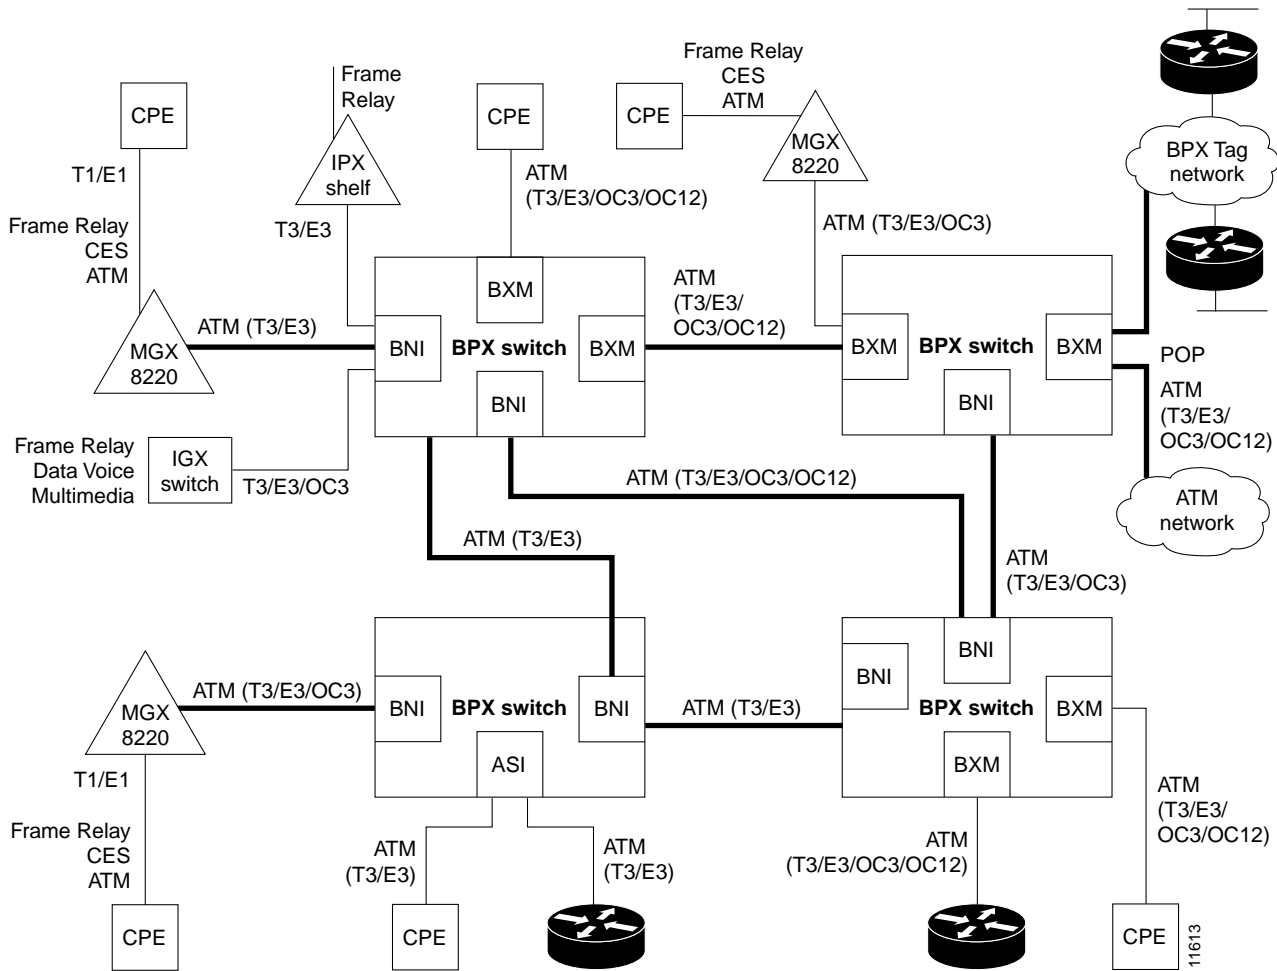 Frame Relay
CES
ATM
Frame
Relay
CPE
CPE
CPE
MGX
8220
IPX
shelf
BPX Tag
network
T1/E1
ATM
(T3/E3/OC3/OC12)
Frame Relay
CES
ATM
T3/E3
ATM (T3/E3/OC3)
BXM
ATM
(T3/E3/
OC3/OC12)
ATM (T3/E3)
MGX
8220
BNI
BPX switch
BXM
BXM
BPX switch
BXM
POP
BNI
BNI
ATM
(T3/E3/
OC3/OC12)
Frame Relay
Data Voice
Multimedia
IGX
switch
T3/E3/OC3
ATM (T3/E3/OC3/OC12)
ATM
network
ATM (T3/E3)
ATM
(T3/E3/OC3)
BNI
BNI
MGX
8220
ATM (T3/E3/OC3)
BNI
BPX switch
BNI
ATM (T3/E3)
BPX switch
BXM
ASI
BXM
T1/E1
Frame Relay
CES
ATM
ATM
(T3/E3)
ATM
(T3/E3)
ATM
(T3/E3/OC3/OC12)
ATM
(T3/E3/
OC3/OC12)
CPE
CPE
CPE
11613